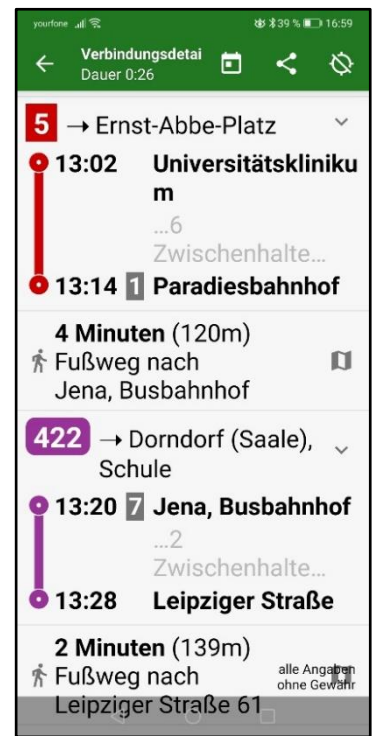 yourfone 39 % 16:59
Verbindungsdetai
Dauer 0:26
5 → Ernst-Abbe-Platz
13:02 Universitätskliniku
m
...6
Zwischenhalte...
13:14 1 Paradiesbahnhof
4 Minuten (120m)
Fußweg nach
Jena, Busbahnhof
422 → Dorndorf (Saale),
Schule
13:20 7 Jena, Busbahnhof
...2
Zwischenhalte...
13:28 Leipziger Straße
2 Minuten (139m)
Fußweg nach
Leipziger Straße 61
alle Angaben
ohne Gewähr